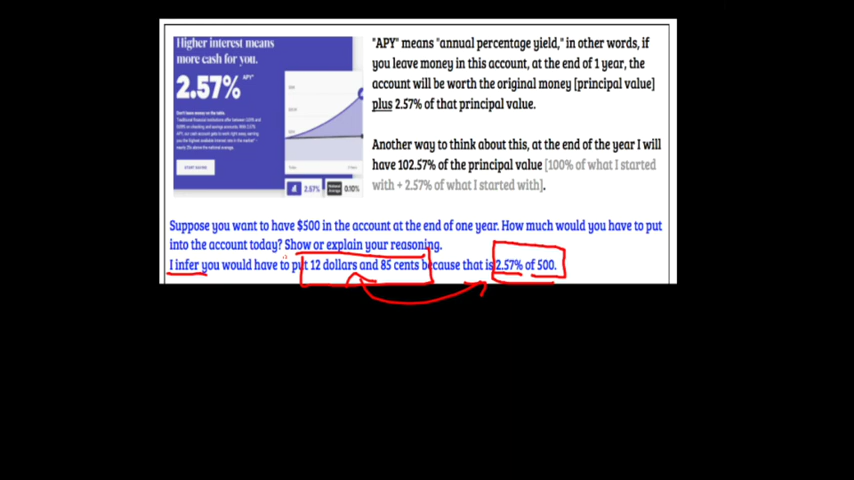 Higher interest means
more cash for you.
2.57% APY*
Don't leave money on the table.
"APY" means "annual percentage yield," in other words, if
you leave money in this account, at the end of 1 year, the
account will be worth the original money [principal value]
plus 2.57% of that principal value.
Another way to think about this, at the end of the year I will
have 102.57% of the principal value [100% of what I started
with + 2.57% of what I started with].
2.57%
0.10%
Suppose you want to have $500 in the account at the end of one year. How much would you have to put
into the account today? Show or explain your reasoning.
I infer you would have to put 12 dollars and 85 cents because that is 2.57% of 500.